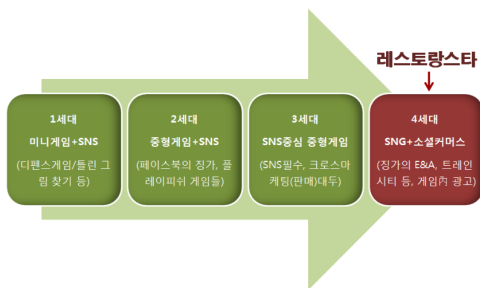 레스토랑스타
1세대
미니게임+SNS
(디펜스게임/틀린 그
림 찾기 등)
2세대
중형게임+SNS
(페이스북의 징가, 플
레이피쉬 게임들)
3세대
SNS중심 중형게임
(SNS필수, 크로스마
케팅(판매)대두)
4세대
SNG+소셜커머스
(징가의 E&A, 트레인
시티 등, 게임內 광고)